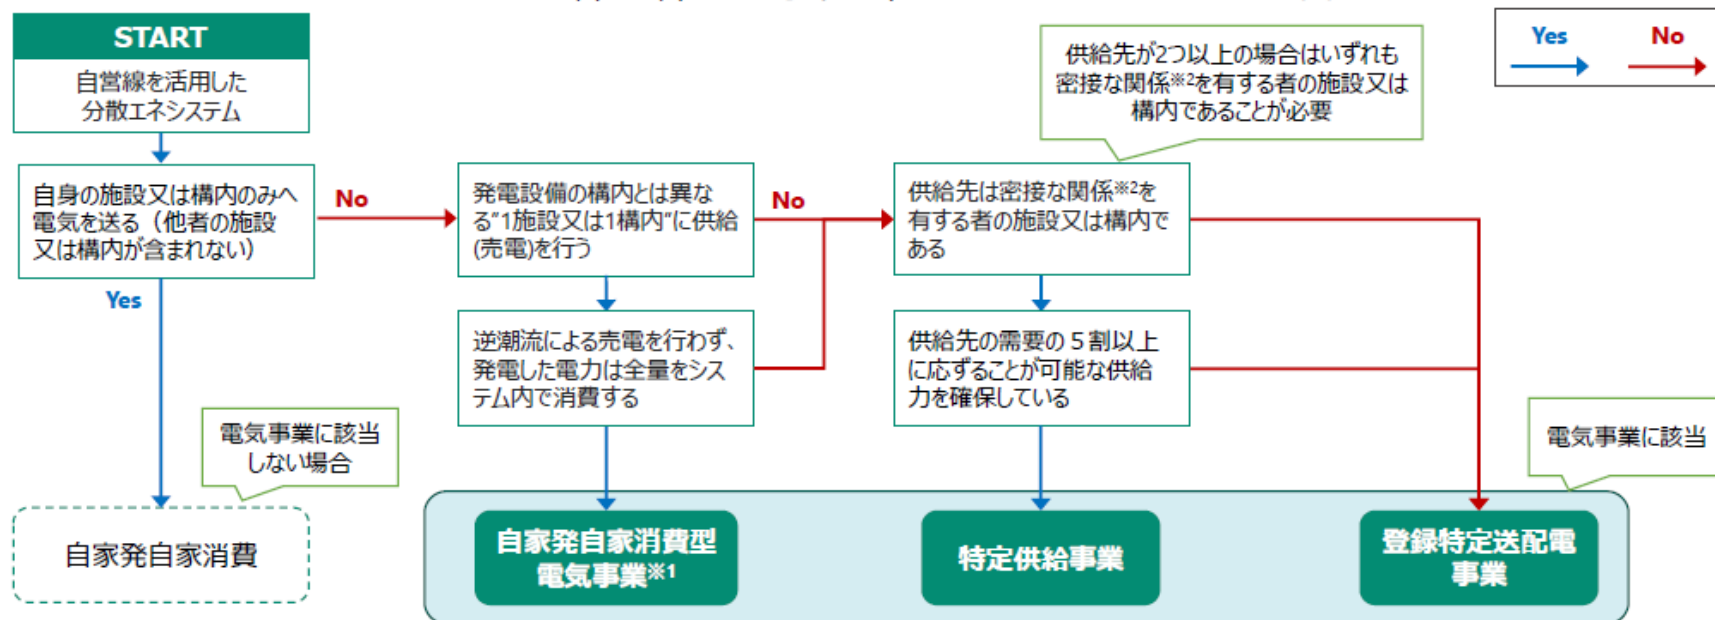 START
自営線を活用した
分散エネシステム
供給先が2つ以上の場合はいずれも
密接な関係※2を有する者の施設又は
構内であることが必要
Yes
No
自身の施設又は構内のみへ
電気を送る（他者の施設
又は構内が含まれない）
No
発電設備の構内とは異な
る"1施設又は1構内"に供給
(売電)を行う
No
供給先は密接な関係※2を
有する者の施設又は構内で
ある
Yes
逆潮流による売電を行わず、
発電した電力は全量をシス
テム内で消費する
供給先の需要の５割以上
に応ずることが可能な供給
力を確保している
電気事業に該当
しない場合
電気事業に該当
自家発自家消費
自家発自家消費型
電気事業※1
特定供給事業
登録特定送配電
事業